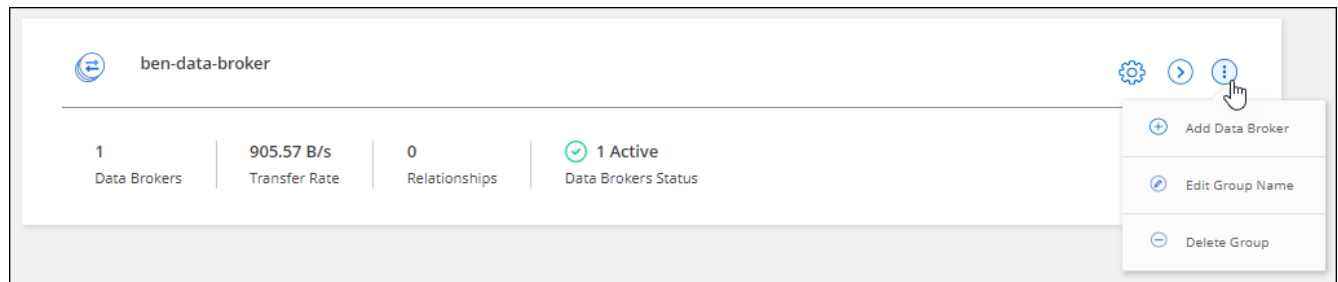 ben-data-broker
1 905.57 B/s 0 1 Active
Data Brokers Transfer Rate Relationships Data Brokers Status
Add Data Broker
Edit Group Name
Delete Group